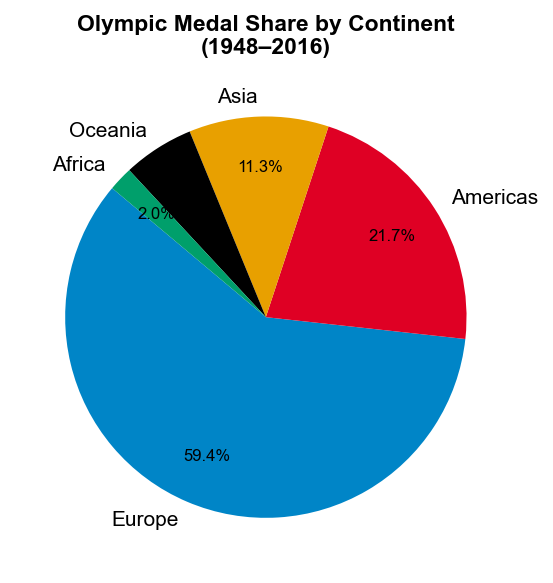 Olympic Medal Share by Continent
(1948–2016)
Asia
Oceania
Africa
11.3%
Americas
2.0%
21.7%
59.4%
Europe